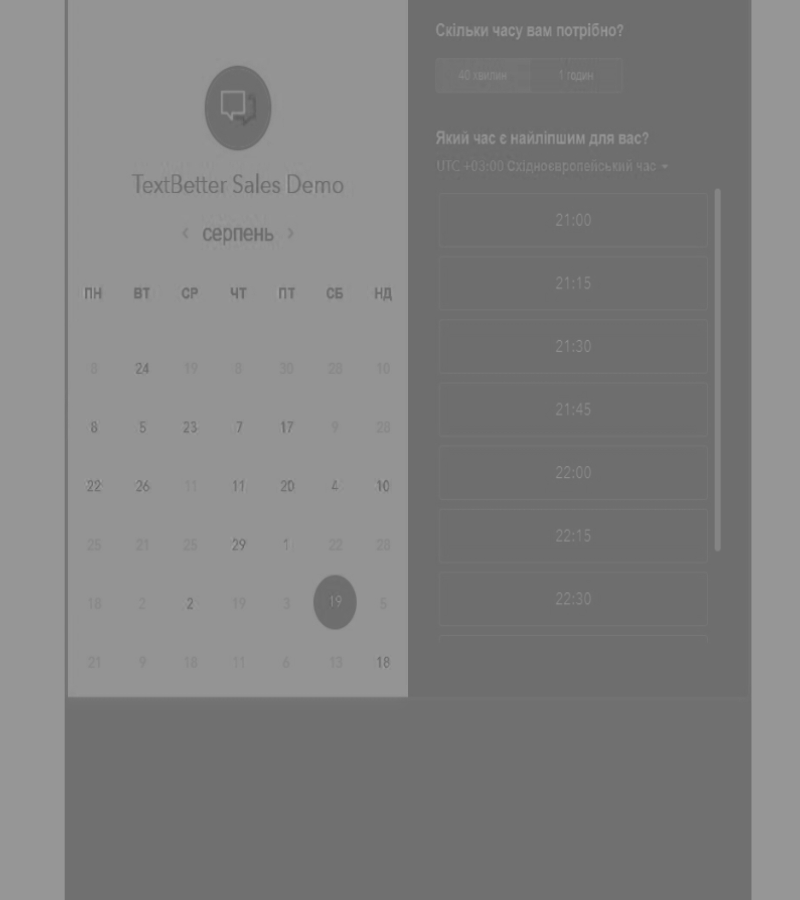 TextBetter Sales Demo
‹ серпень ›
ПН ВТ СР ЧТ ПТ СБ НД
8 24 19 8 30 28 10
8 5 23 7 17 9 28
22 26 11 11 20 4 10
25 21 25 29 1 22 28
18 2 2 19 3 19 5
21 9 18 11 6 13 18
Скільки часу вам потрібно?
40 хвилин 1 годин
Який час є найліпшим для вас?
UTC +03:00 Східноєвропейський час
21:00
21:15
21:30
21:45
22:00
22:15
22:30